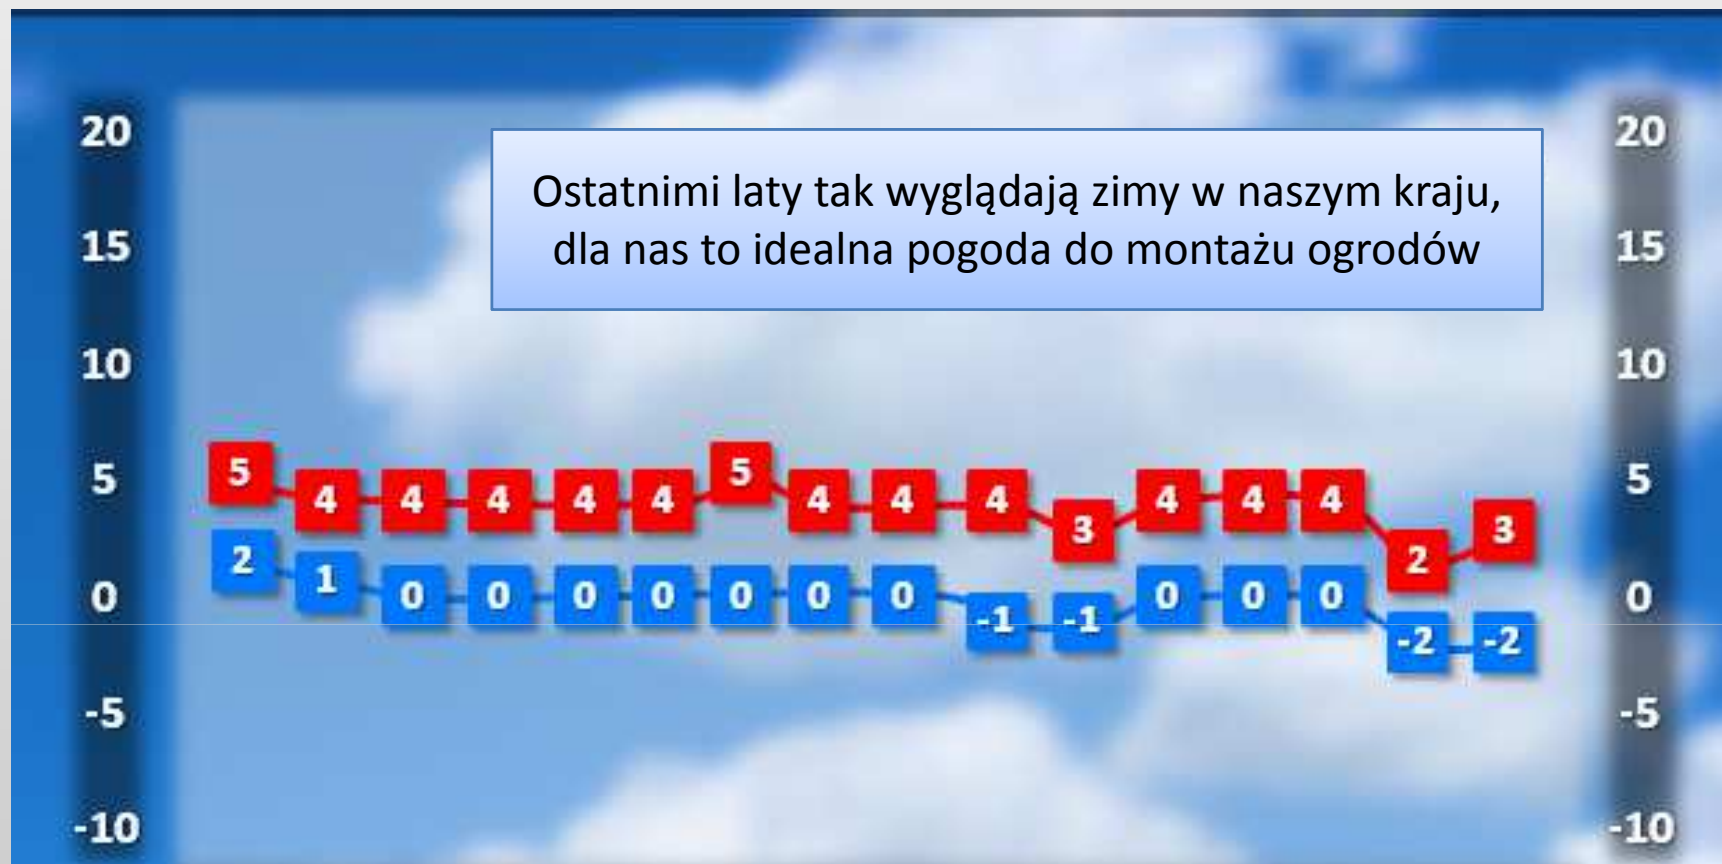 20 20
Ostatnimi laty tak wyglądają zimy w naszym kraju,
dla nas to idealna pogoda do montażu ogrodów
15 15
10 10
5 5
5 4 4 4 4 4 5 4 4 4 3 4 4 4 2 3
2 1 0 0 0 0 0 0 0 -1 -1 0 0 0 -2 -2
0 0
-5 -5
-10 -10